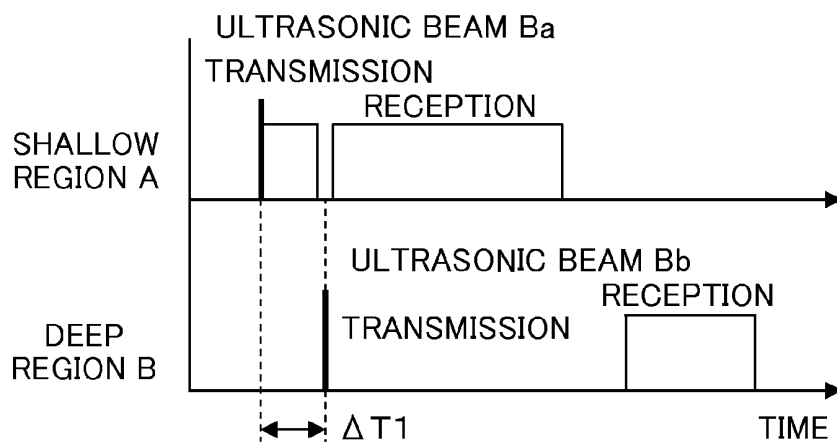 ULTRASONIC BEAM Ba
TRANSMISSION
RECEPTION
SHALLOW
REGION A
ULTRASONIC BEAM Bb
RECEPTION
TRANSMISSION
DEEP
REGION B
ΔT1
TIME